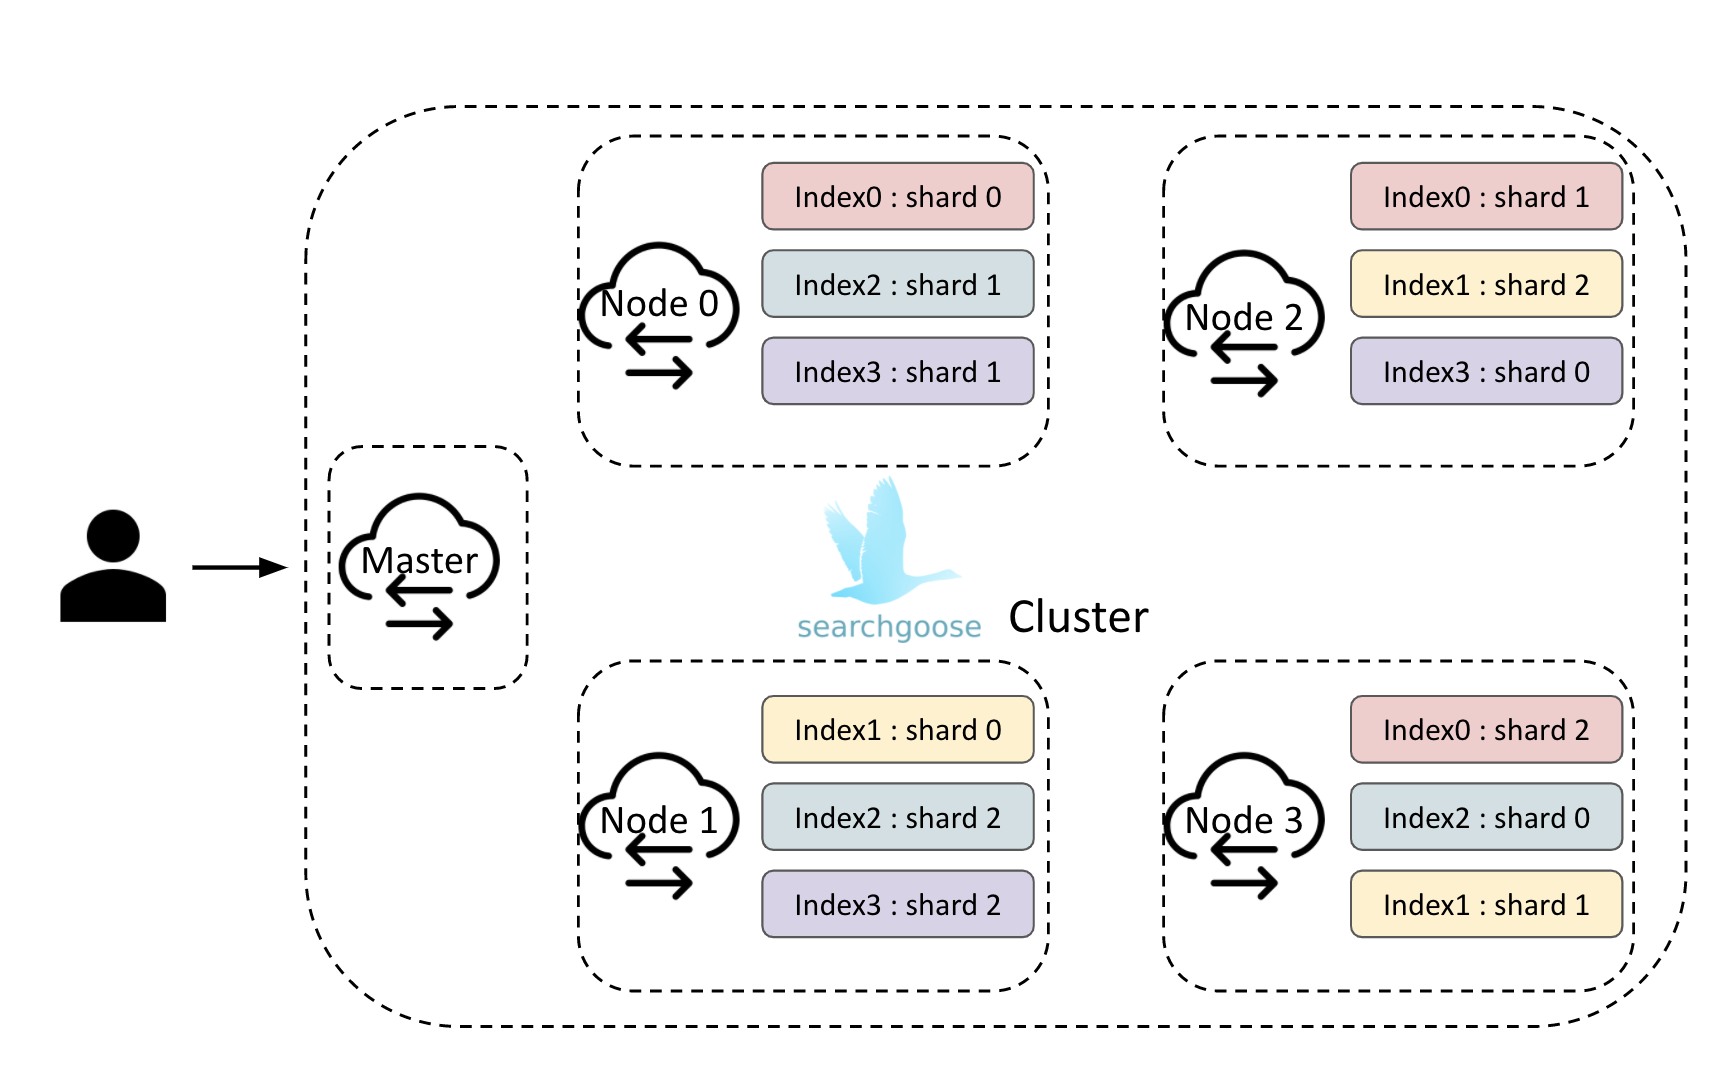 Node 0
Index0 : shard 0
Index2 : shard 1
Index3 : shard 1
Node 2
Index0 : shard 1
Index1 : shard 2
Index3 : shard 0
Master
searchgoose
Cluster
Node 1
Index1 : shard 0
Index2 : shard 2
Index3 : shard 2
Node 3
Index0 : shard 2
Index2 : shard 0
Index1 : shard 1